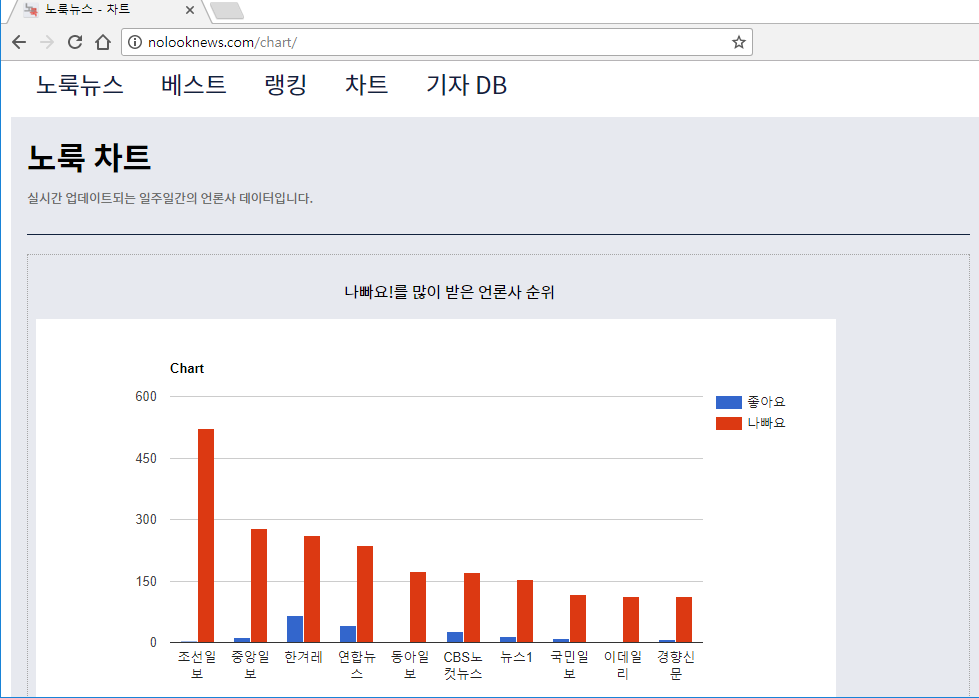 노룩뉴스 - 차트
nolooknews.com/chart/
노룩뉴스 베스트 랭킹 차트 기자 DB
노룩 차트
실시간 업데이트되는 일주일간의 언론사 데이터입니다.
나빠요!를 많이 받은 언론사 순위
Chart
좋아요
나빠요
600
450
300
150
0
조선일보
중앙일보
한겨레
연합뉴스
동아일보
CBS노컷뉴스
뉴스1
국민일보
이데일리
경향신문